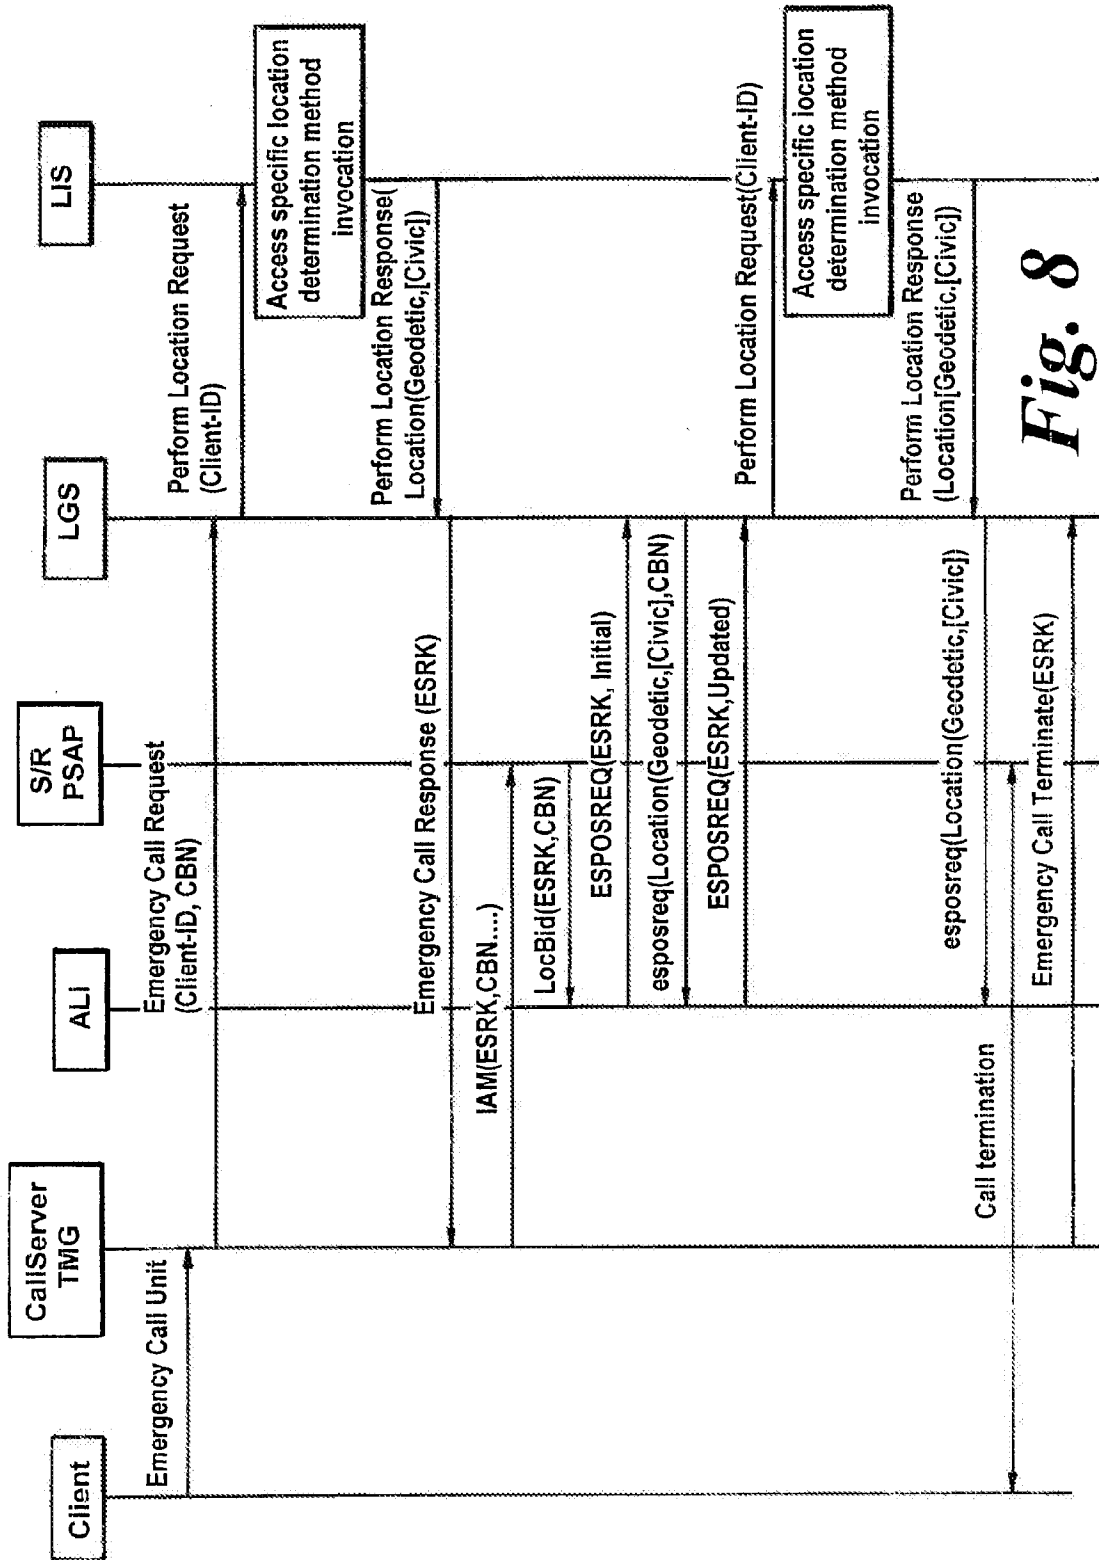 Client
CallServer
TMG
ALI
S/R
PSAP
LGS
LIS
Emergency Call Unit
Emergency Call Request
(Client-ID, CBN)
Perform Location Request
(Client-ID)
Access specific location
determination method
invocation
Perform Location Response(
Location(Geodetic,[Civic])
Emergency Call Response (ESRK)
IAM(ESRK,CBN....)
LocBid(ESRK,CBN)
ESPOSREQ(ESRK, Initial)
esposreq(Location(Geodetic,[Civic],CBN)
ESPOSREQ(ESRK,Updated)
Perform Location Request(Client-ID)
Access specific location
determination method
invocation
Perform Location Response
(Location[Geodetic.[Civic])
esposreq(Location(Geodetic,[Civic])
Call termination
Emergency Call Terminate(ESRK)
Fig. 8